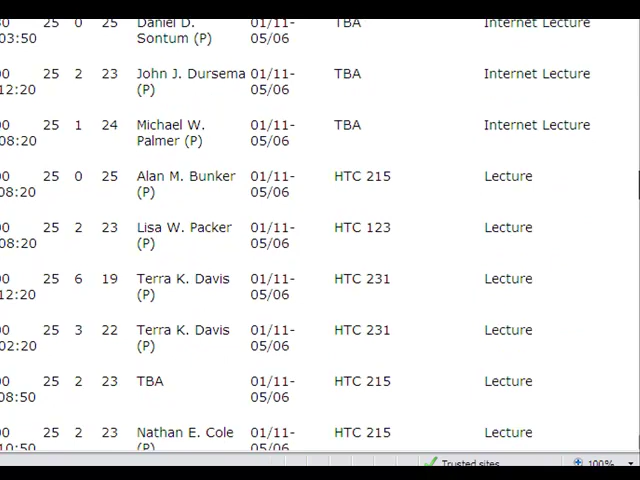 03:50 25 0 25 Daniel D. Sontum (P) 01/11-05/06 TBA Internet Lecture
12:20 25 2 23 John J. Dursema (P) 01/11-05/06 TBA Internet Lecture
08:20 25 1 24 Michael W. Palmer (P) 01/11-05/06 TBA Internet Lecture
08:20 25 0 25 Alan M. Bunker (P) 01/11-05/06 HTC 215 Lecture
08:20 25 2 23 Lisa W. Packer (P) 01/11-05/06 HTC 123 Lecture
12:20 25 6 19 Terra K. Davis (P) 01/11-05/06 HTC 231 Lecture
02:20 25 3 22 Terra K. Davis (P) 01/11-05/06 HTC 231 Lecture
08:50 25 2 23 TBA 01/11-05/06 HTC 215 Lecture
10:50 25 2 23 Nathan E. Cole (P) 01/11-05/06 HTC 215 Lecture
Trusted sites 100%